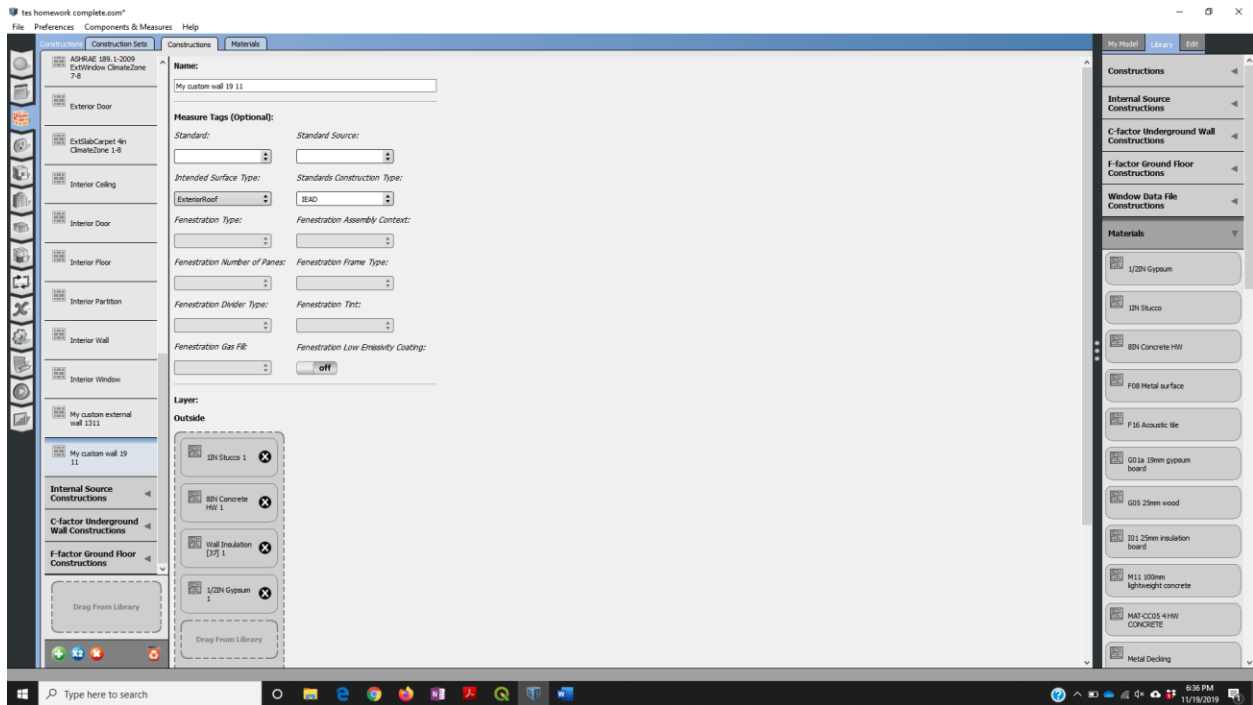 tes homework complete.osm*
File Preferences Components & Measures Help
Constructions
Construction Sets
Constructions
Materials
My Model
Library
Edit
ASHRAE 189.1-2009
ExtWindow ClimateZone
7-8
Exterior Door
ExtSlabCarpet 4in
ClimateZone 1-8
Interior Ceiling
Interior Door
Interior Floor
Interior Partition
Interior Wall
Interior Window
My custom external
wall 1311
My custom wall 19
11
Internal Source
Constructions
C-factor Underground
Wall Constructions
F-factor Ground Floor
Constructions
Drag From Library
X2
Name:
My custom wall 19 11
Measure Tags (Optional):
Standard:
Standard Source:
Intended Surface Type:
Standards Construction Type:
ExteriorRoof
IEAD
Fenestration Type:
Fenestration Assembly Context:
Fenestration Number of Panes:
Fenestration Frame Type:
Fenestration Divider Type:
Fenestration Tint:
Fenestration Gas Fill:
Fenestration Low Emissivity Coating:
off
Layer:
Outside
1IN Stucco 1
8IN Concrete
HW 1
Wall Insulation
[37] 1
1/2IN Gypsum
1
Drag From Library
Constructions
Internal Source
Constructions
C-factor Underground Wall
Constructions
F-factor Ground Floor
Constructions
Window Data File
Constructions
Materials
1/2IN Gypsum
1IN Stucco
8IN Concrete HW
F08 Metal surface
F16 Acoustic tile
G01a 19mm gypsum
board
G05 25mm wood
I01 25mm insulation
board
M11 100mm
lightweight concrete
MAT-CC05 4 HW
CONCRETE
Metal Decking
Type here to search
6:36 PM
11/19/2019